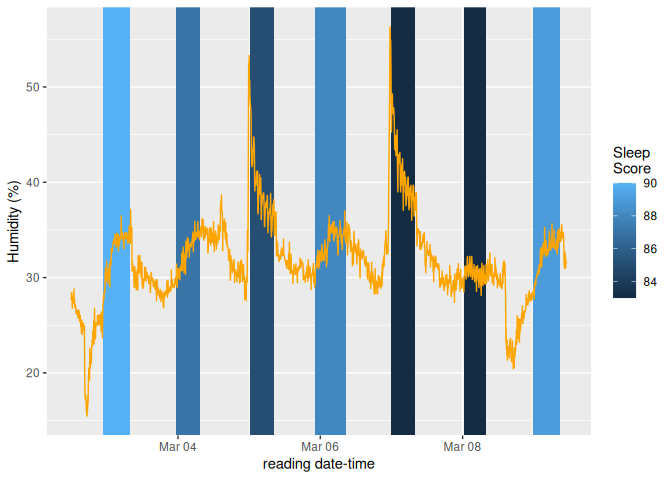 Humidity (%)
50
40
30
20
Mar 04
Mar 06
Mar 08
reading date-time
Sleep
Score
90
88
86
84